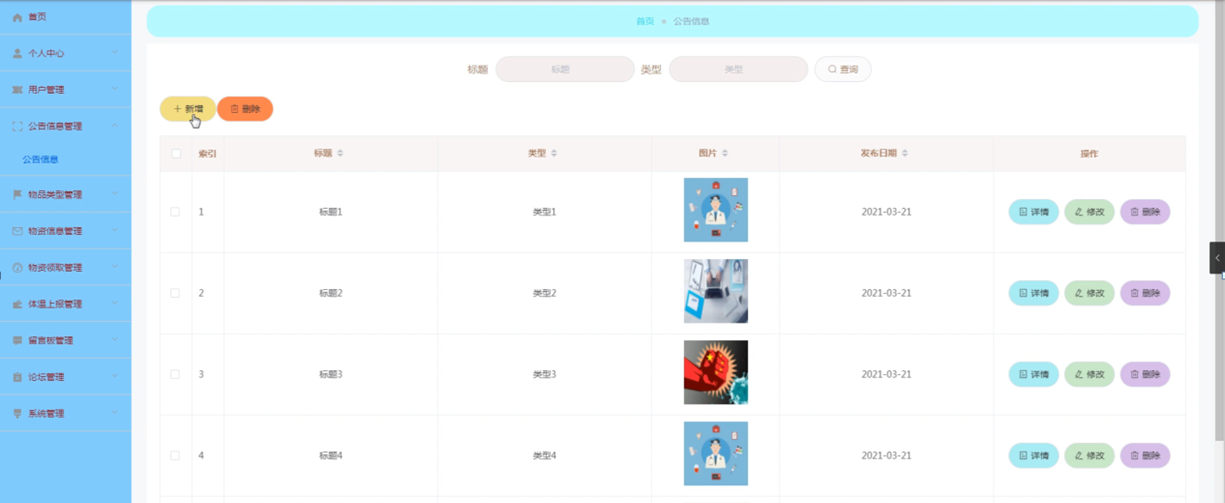 首页
个人中心
用户管理
公告信息管理
公告信息
物品类型管理
物资信息管理
物资领取管理
体温上报管理
留言板管理
论坛管理
系统管理
首页 公告信息
标题 标题 类型 类型 查询
+ 新增 删除
索引 标题 类型 图片 发布日期 操作
1 标题1 类型1 2021-03-21 详情 修改 删除
2 标题2 类型2 2021-03-21 详情 修改 删除
3 标题3 类型3 2021-03-21 详情 修改 删除
4 标题4 类型4 2021-03-21 详情 修改 删除